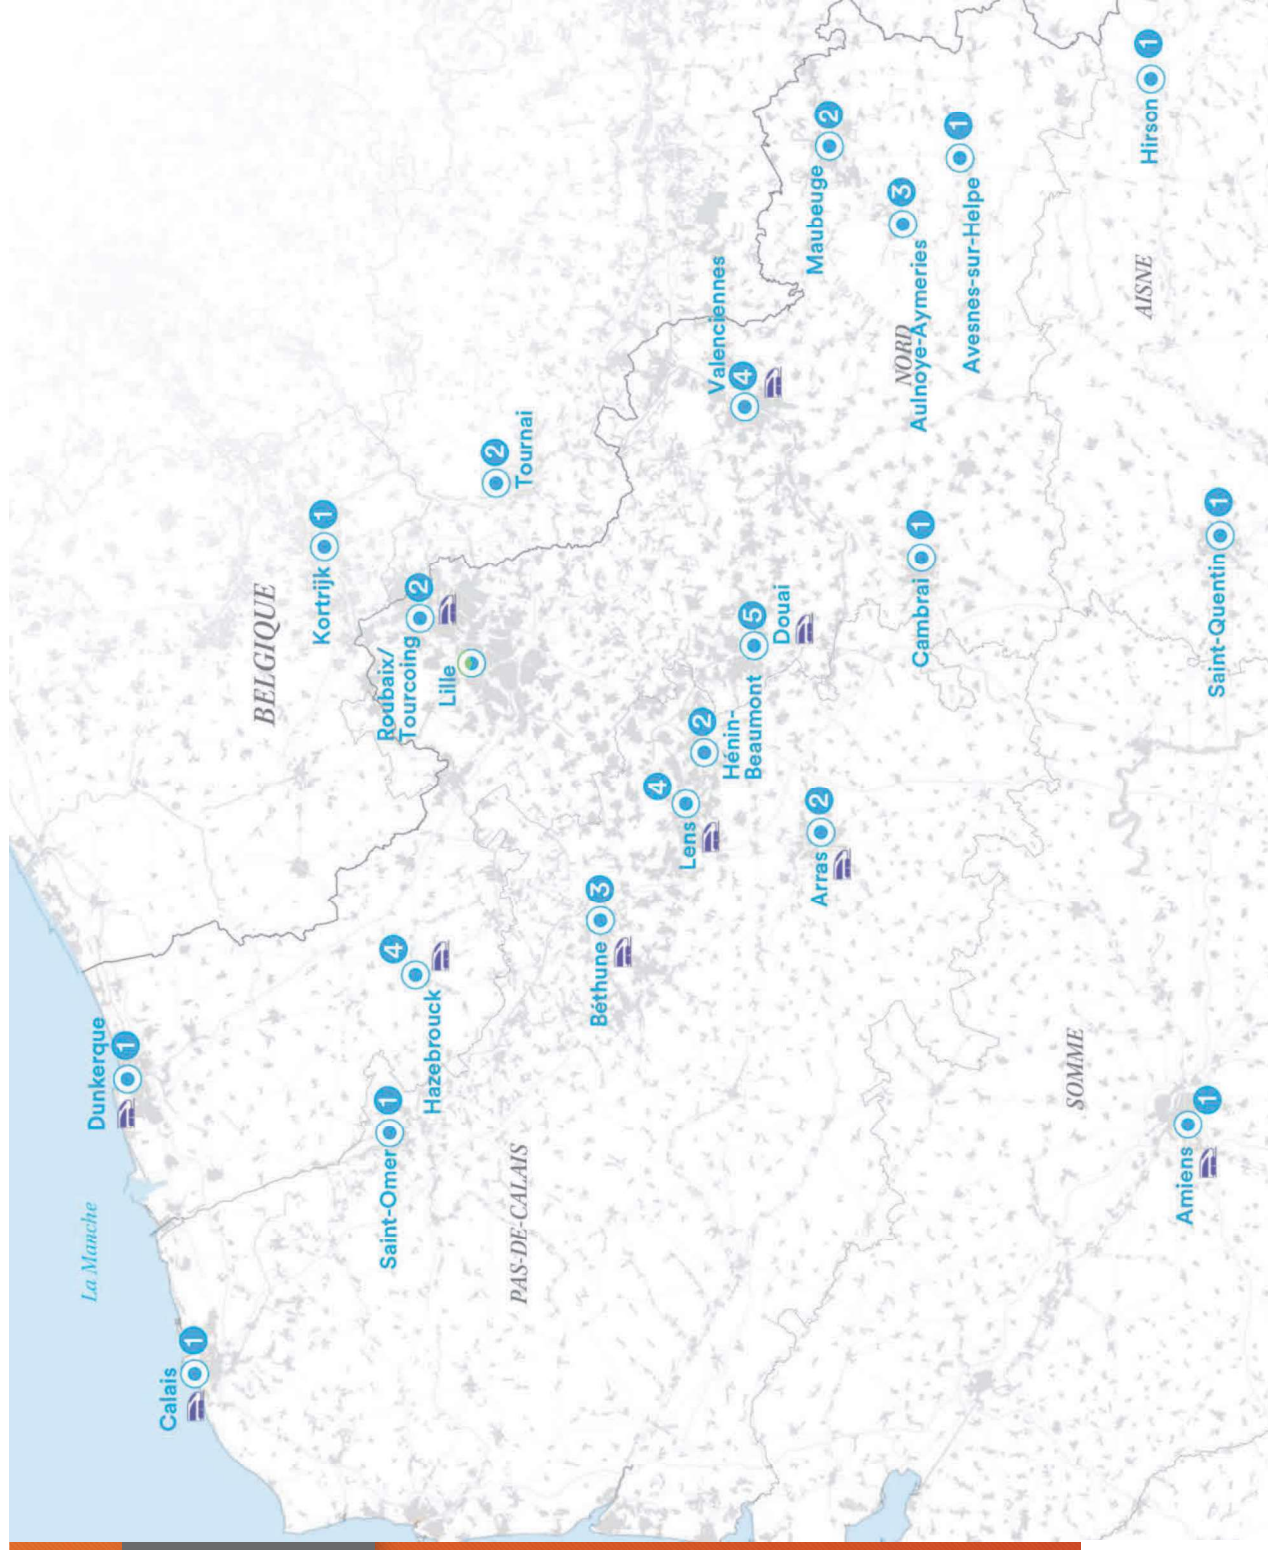 La Manche
Dunkerque
1
Calais
1
BELGIQUE
Kortrijk
1
Saint-Omer
1
Hazebrouck
4
Roubaix/
Tourcoing
2
Lille
2
Tournai
PAS-DE-CALAIS
Béthune
3
4
Lens
2
Hénin-
Beaumont
5
Douai
Valenciennes
4
Arras
2
Maubeuge
2
NORD
3
Aulnoye-Aymeries
Cambrai
1
1
Avesnes-sur-Helpe
SOMME
AISNE
Hirson
1
Amiens
1
Saint-Quentin
1